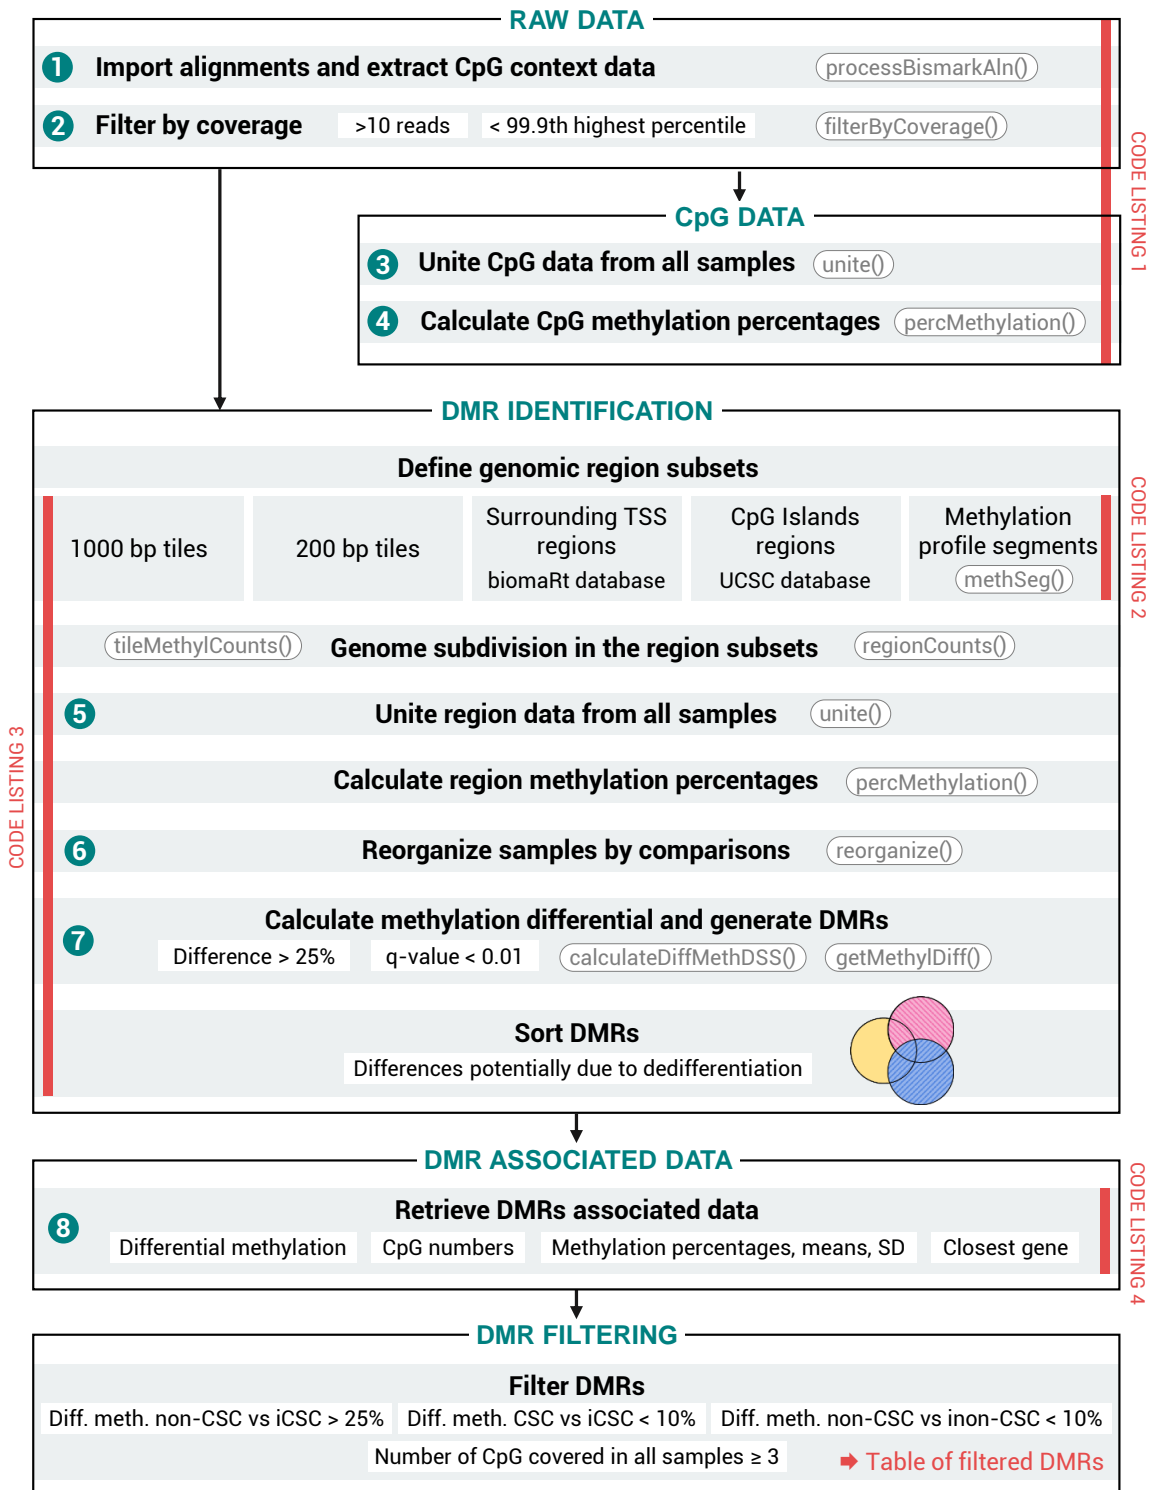 RAW DATA
1 Import alignments and extract CpG context data processBismarkAln()
2 Filter by coverage >10 reads < 99.9th highest percentile filterByCoverage()
CODE LISTING 1
CpG DATA
3 Unite CpG data from all samples unite()
4 Calculate CpG methylation percentages percMethylation()
DMR IDENTIFICATION
Define genomic region subsets
1000 bp tiles
200 bp tiles
Surrounding TSS
regions
biomaRt database
CpG Islands
regions
UCSC database
Methylation
profile segments
methSeg()
CODE LISTING 2
tileMethylCounts() Genome subdivision in the region subsets regionCounts()
5 Unite region data from all samples unite()
Calculate region methylation percentages percMethylation()
CODE LISTING 3
6 Reorganize samples by comparisons reorganize()
7 Calculate methylation differential and generate DMRs
Difference > 25% q-value < 0.01 calculateDiffMethDSS() getMethylDiff()
Sort DMRs
Differences potentially due to dedifferentiation
DMR ASSOCIATED DATA
8 Retrieve DMRs associated data
Differential methylation CpG numbers Methylation percentages, means, SD Closest gene
CODE LISTING 4
DMR FILTERING
Filter DMRs
Diff. meth. non-CSC vs iCSC > 25% Diff. meth. CSC vs iCSC < 10% Diff. meth. non-CSC vs inon-CSC < 10%
Number of CpG covered in all samples ≥ 3
Table of filtered DMRs